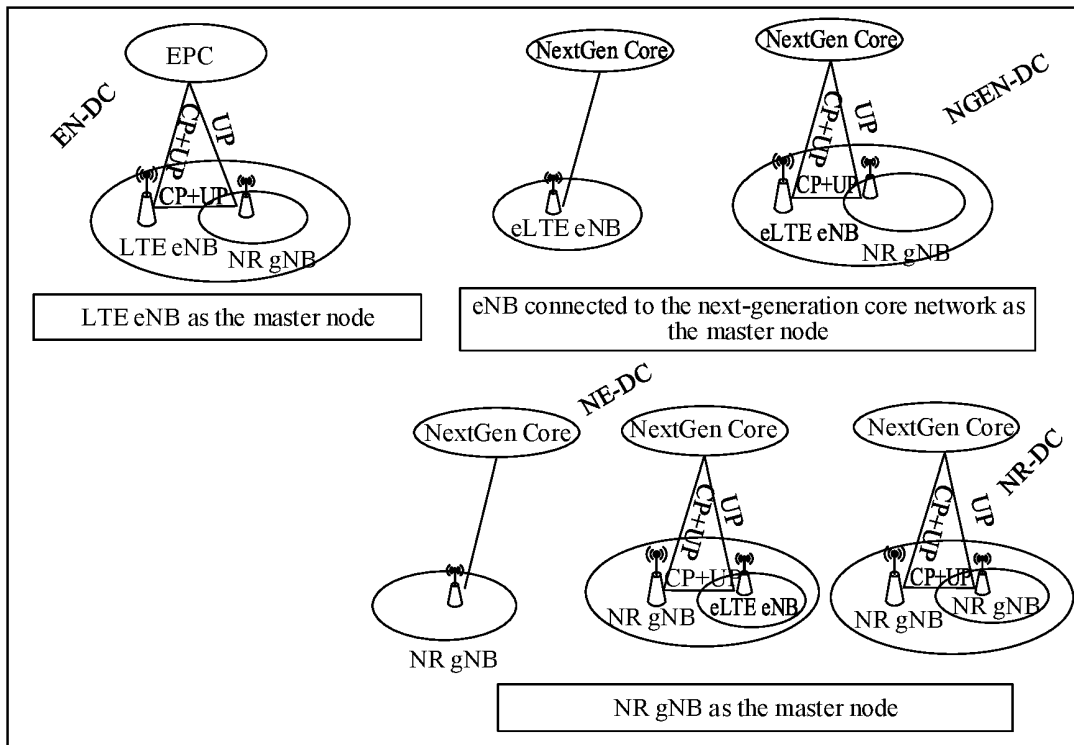 EPC
EN-DC
CP+UP
UP
CP+UP
LTE eNB
NR gNB
LTE eNB as the master node
NextGen Core
eLTE eNB
NextGen Core
NGEN-DC
CP+UP
UP
CP+UP
eLTE eNB
NR gNB
eNB connected to the next-generation core network as
the master node
NE-DC
NextGen Core
NR gNB
NextGen Core
CP+UP
UP
CP+UP
NR gNB
eLTE eNB
NextGen Core
NR-DC
CP+UP
UP
CP+UP
NR gNB
NR gNB
NR gNB as the master node